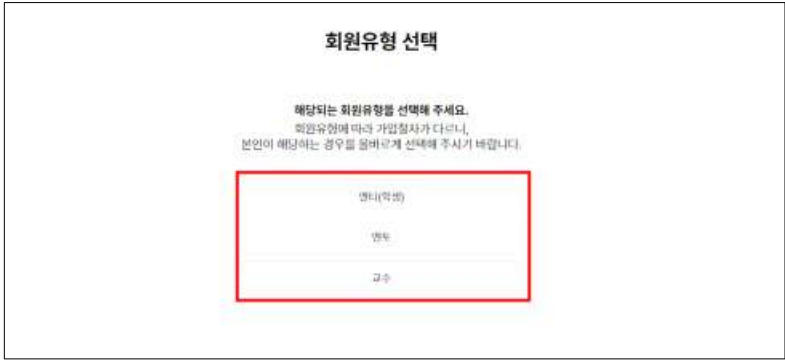 회원유형 선택
해당되는 회원유형을 선택해 주세요.
회원유형에 따라 가입절차가 다르니,
본인이 해당하는 경우를 올바르게 선택해 주시기 바랍니다.
멘티(학생)
멘토
교수